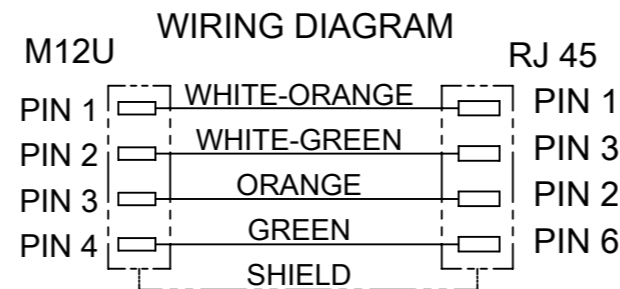 WIRING DIAGRAM
M12U RJ 45
PIN 1 WHITE-ORANGE PIN 1
PIN 2 WHITE-GREEN PIN 3
PIN 3 ORANGE PIN 2
PIN 4 GREEN PIN 6
SHIELD